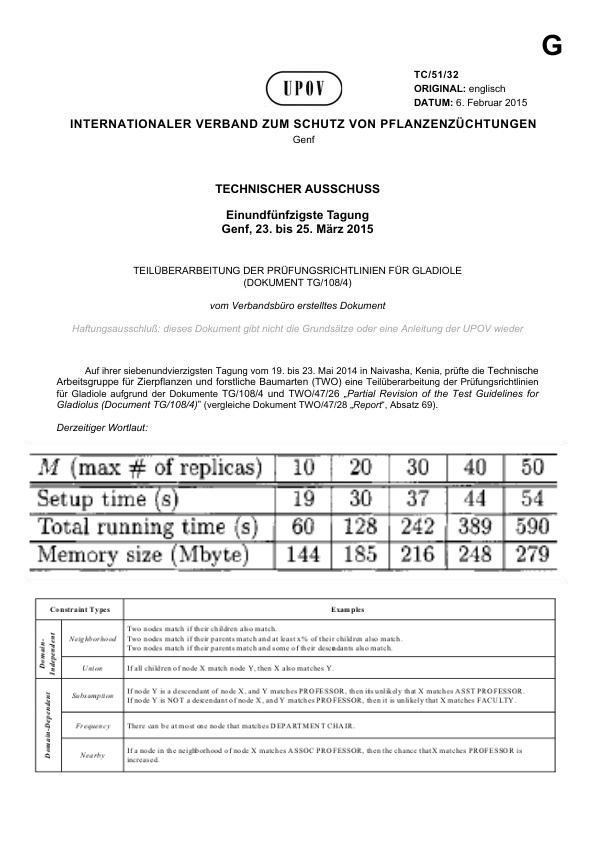 G
UPOV
TC/51/32
ORIGINAL: englisch
DATUM: 6. Februar 2015
INTERNATIONALER VERBAND ZUM SCHUTZ VON PFLANZENZÜCHTUNGEN
Genf
TECHNISCHER AUSSCHUSS
Einundfünfzigste Tagung
Genf, 23. bis 25. März 2015
TEILÜBERARBEITUNG DER PRÜFUNGSRICHTLINIEN FÜR GLADIOLE
(DOKUMENT TG/108/4)
vom Verbandsbüro erstelltes Dokument
Haftungsausschluß: dieses Dokument gibt nicht die Grundsätze oder eine Anleitung der UPOV wieder
Auf ihrer siebenundvierzigsten Tagung vom 19. bis 23. Mai 2014 in Naivasha, Kenia, prüfte die Technische
Arbeitsgruppe für Zierpflanzen und forstliche Baumarten (TWO) eine Teilüberarbeitung der Prüfungsrichtlinien
für Gladiole aufgrund der Dokumente TG/108/4 und TWO/47/26 „Partial Revision of the Test Guidelines for
Gladiolus (Document TG/108/4)" (vergleiche Dokument TWO/47/28 „Report", Absatz 69).
Derzeitiger Wortlaut:
M (max # of replicas) 10 20 30 40 50
Setup time (s) 19 30 37 44 54
Total running time (s) 60 128 242 389 590
Memory size (Mbyte) 144 185 216 248 279
Constraint Types Examples
Domain-Independent
Neighborhood
Two nodes match if their children also match.
Two nodes match if their parents match and at least x% of their children also match.
Two nodes match if their parents match and some of their descendants also match.
Union If all children of node X match node Y, then X also matches Y.
Domain-Dependent
Subsumption
If node Y is a descendant of node X, and Y matches PROFESSOR, then its unlikely that X matches ASST PROFESSOR.
If node Y is NOT a descendant of node X, and Y matches PROFESSOR, then it is unlikely that X matches FACULTY.
Frequency There can be at most one node that matches DEPARTMENT CHAIR.
Nearby
If a node in the neighborhood of node X matches ASSOC PROFESSOR, then the chance that X matches PROFESSOR is
increased.